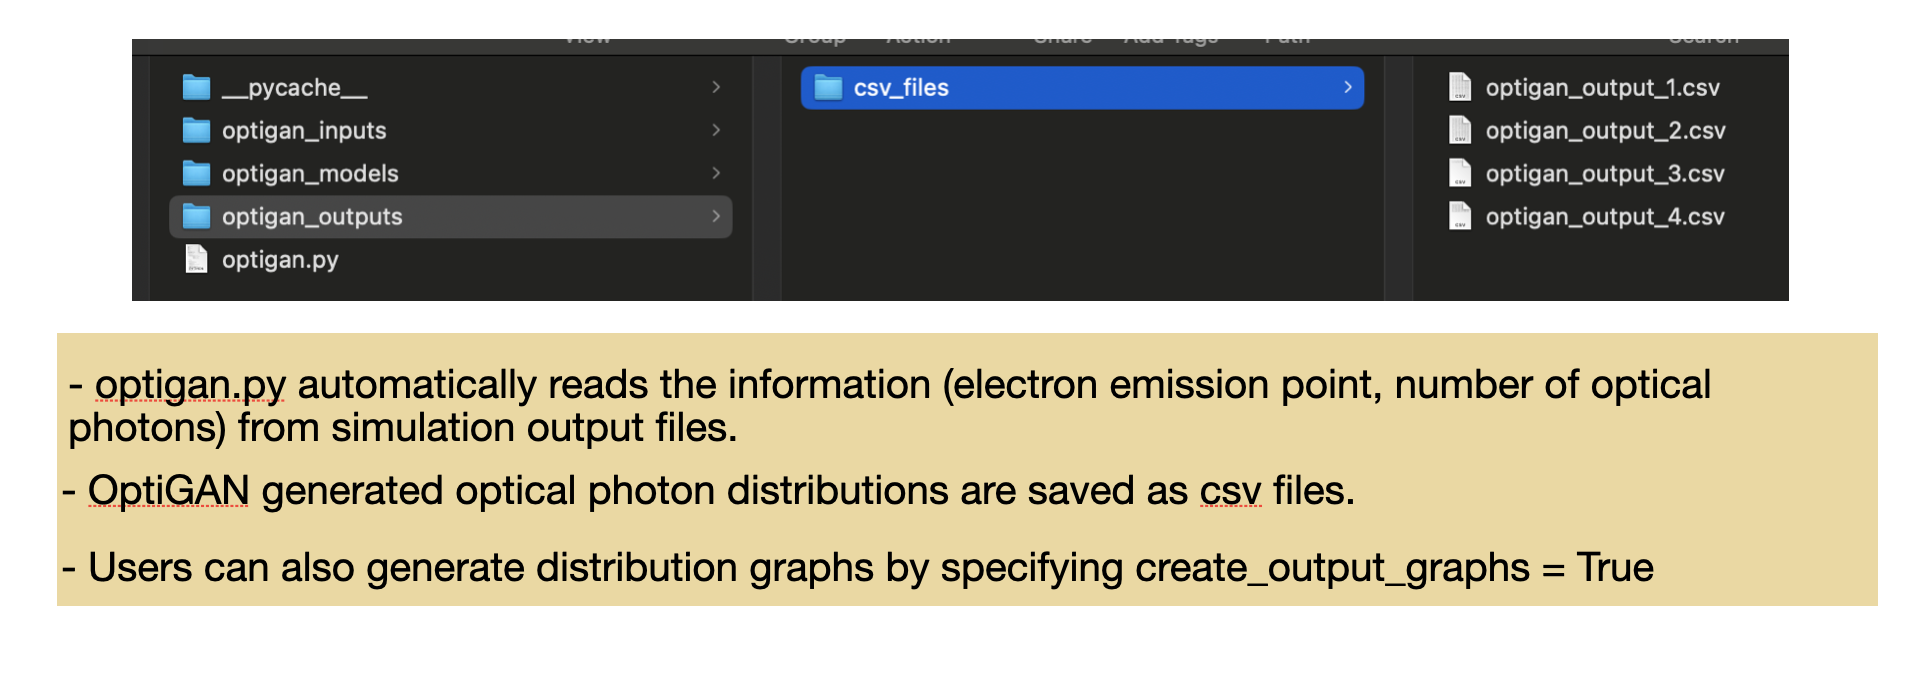 __pycache__
optigan_inputs
optigan_models
optigan_outputs
optigan.py
csv_files
optigan_output_1.csv
optigan_output_2.csv
optigan_output_3.csv
optigan_output_4.csv
- optigan.py automatically reads the information (electron emission point, number of optical
photons) from simulation output files.
- OptiGAN generated optical photon distributions are saved as csv files.
- Users can also generate distribution graphs by specifying create_output_graphs = True